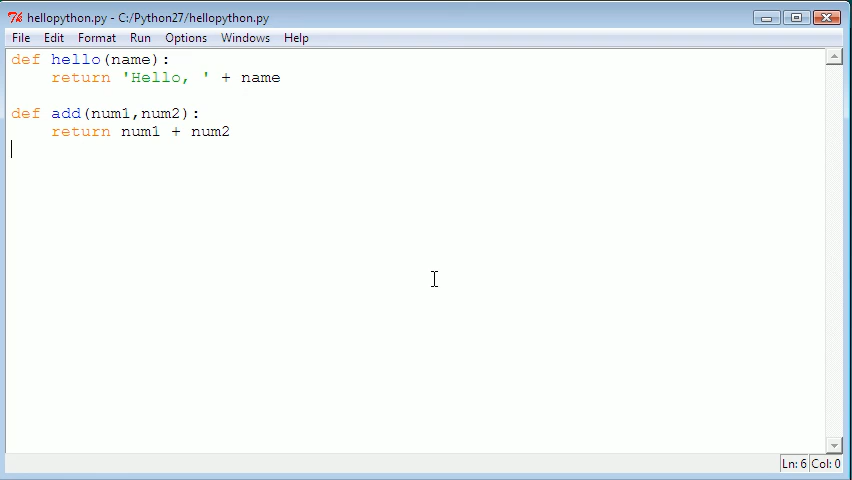 hellopython.py - C:/Python27/hellopython.py
File Edit Format Run Options Windows Help
def hello(name):
    return 'Hello, ' + name
def add(num1,num2):
    return num1 + num2
Ln: 6 Col: 0